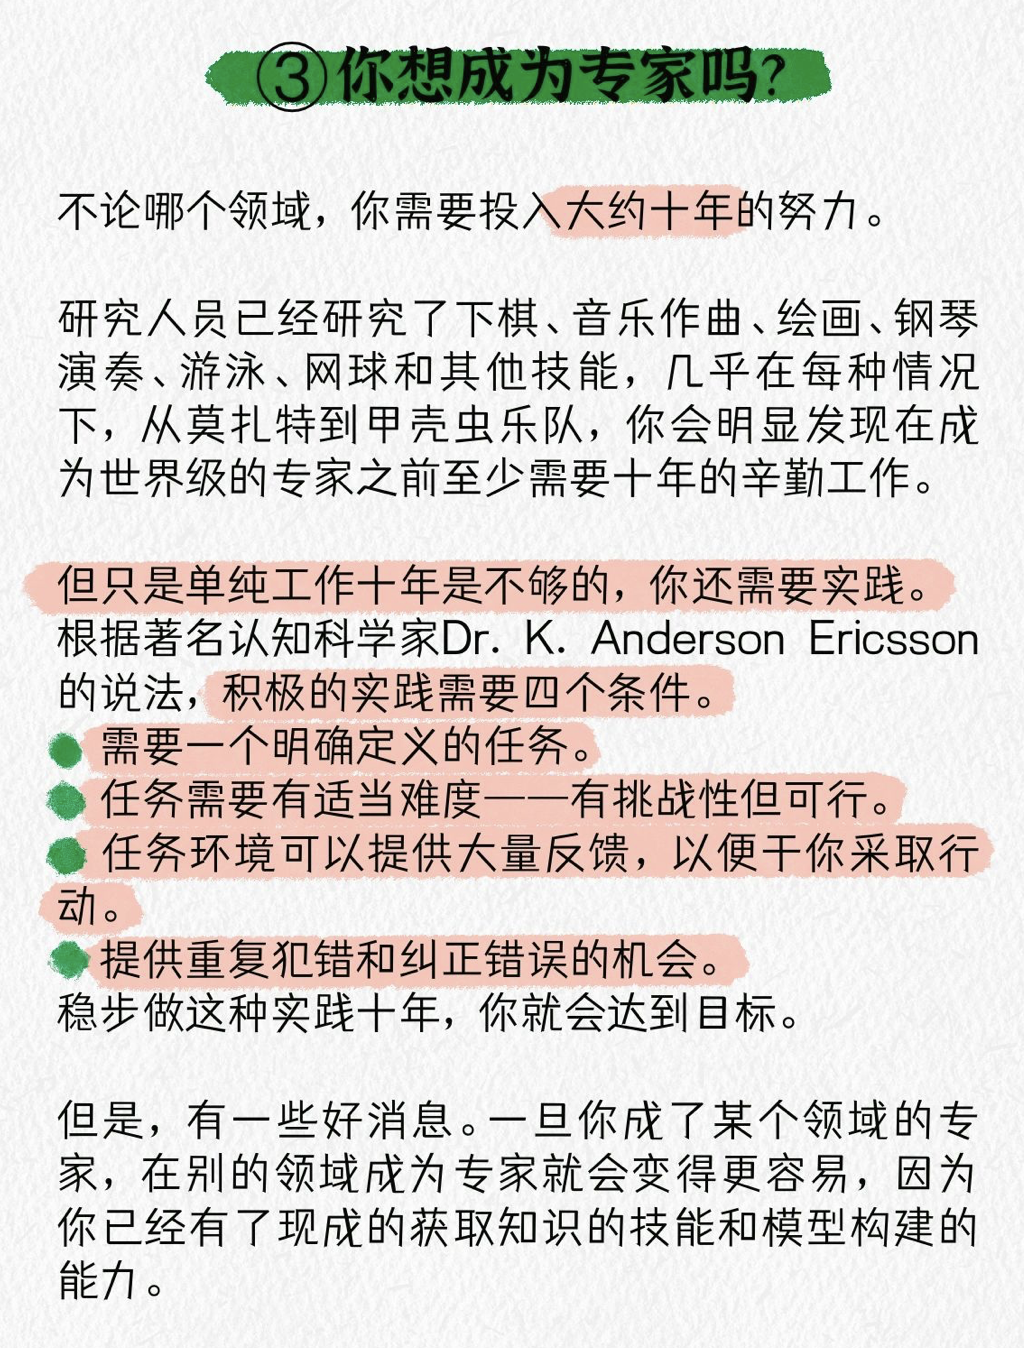 ③你想成为专家吗?
不论哪个领域，你需要投入大约十年的努力。
研究人员已经研究了下棋、音乐作曲、绘画、钢琴
演奏、游泳、网球和其他技能，几乎在每种情况
下，从莫扎特到甲壳虫乐队，你会明显发现在成
为世界级的专家之前至少需要十年的辛勤工作。
但只是单纯工作十年是不够的，你还需要实践。
根据著名认知科学家Dr. K. Anderson Ericsson
的说法，积极的实践需要四个条件。
需要一个明确定义的任务。
任务需要有适当难度——有挑战性但可行。
任务环境可以提供大量反馈，以便于你采取行
动。
提供重复犯错和纠正错误的机会。
稳步做这种实践十年，你就会达到目标。
但是，有一些好消息。一旦你成了某个领域的专
家，在别的领域成为专家就会变得更容易，因为
你已经有了现成的获取知识的技能和模型构建的
能力。